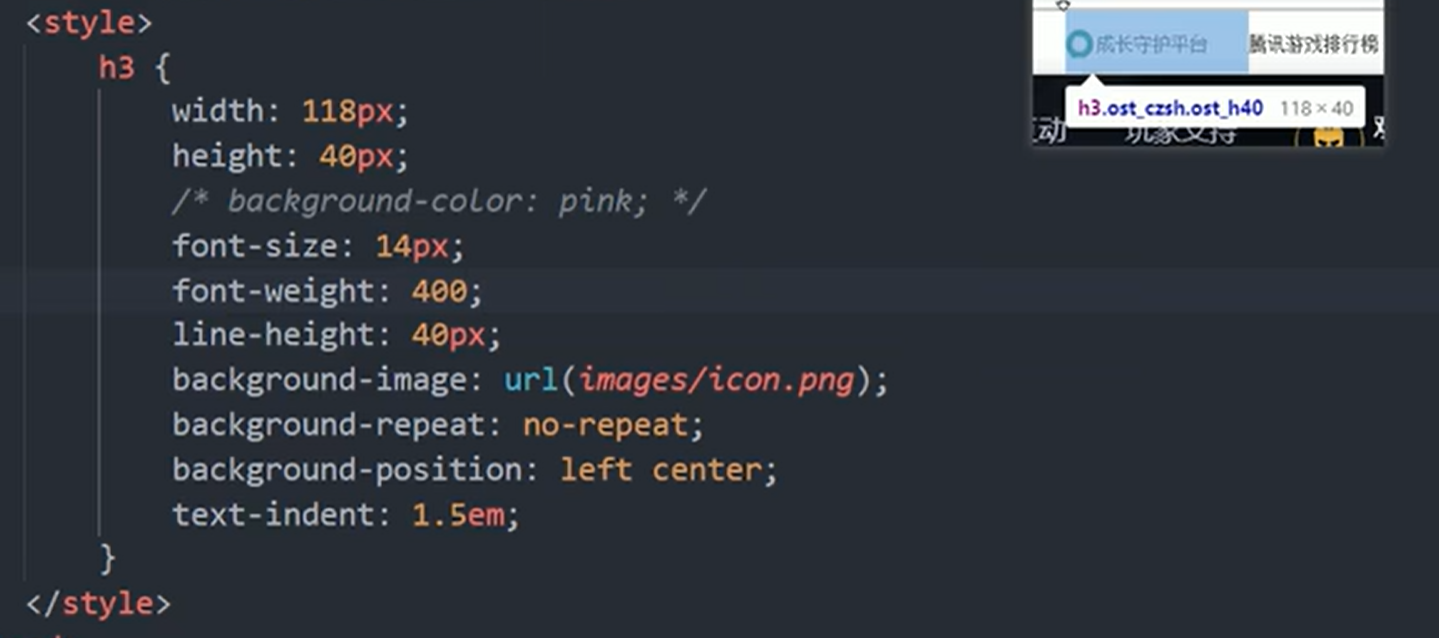 <style>
h3 {
width: 118px;
height: 40px;
/* background-color: pink; */
font-size: 14px;
font-weight: 400;
line-height: 40px;
background-image: url(images/icon.png);
background-repeat: no-repeat;
background-position: left center;
text-indent: 1.5em;
}
</style>
成长守护平台 腾讯游戏排行榜
h3.ost_czsh.ost_h40 118 × 40
动 玩家支持